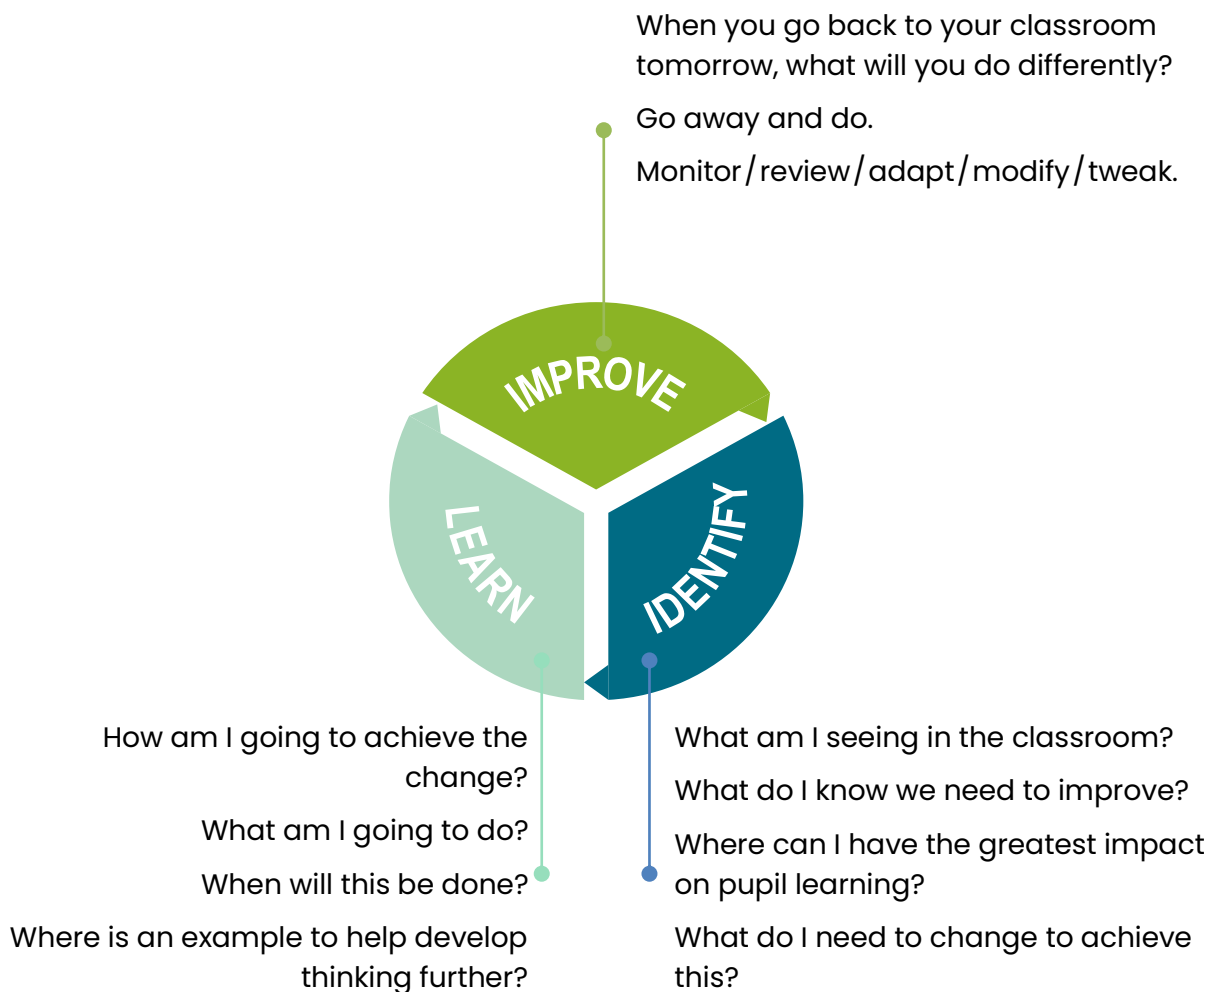 When you go back to your classroom
tomorrow, what will you do differently?
Go away and do.
Monitor/review/adapt/modify/tweak.
IMPROVE
LEARN
IDENTIFY
How am I going to achieve the
change?
What am I going to do?
When will this be done?
Where is an example to help develop
thinking further?
What am I seeing in the classroom?
What do I know we need to improve?
Where can I have the greatest impact
on pupil learning?
What do I need to change to achieve
this?